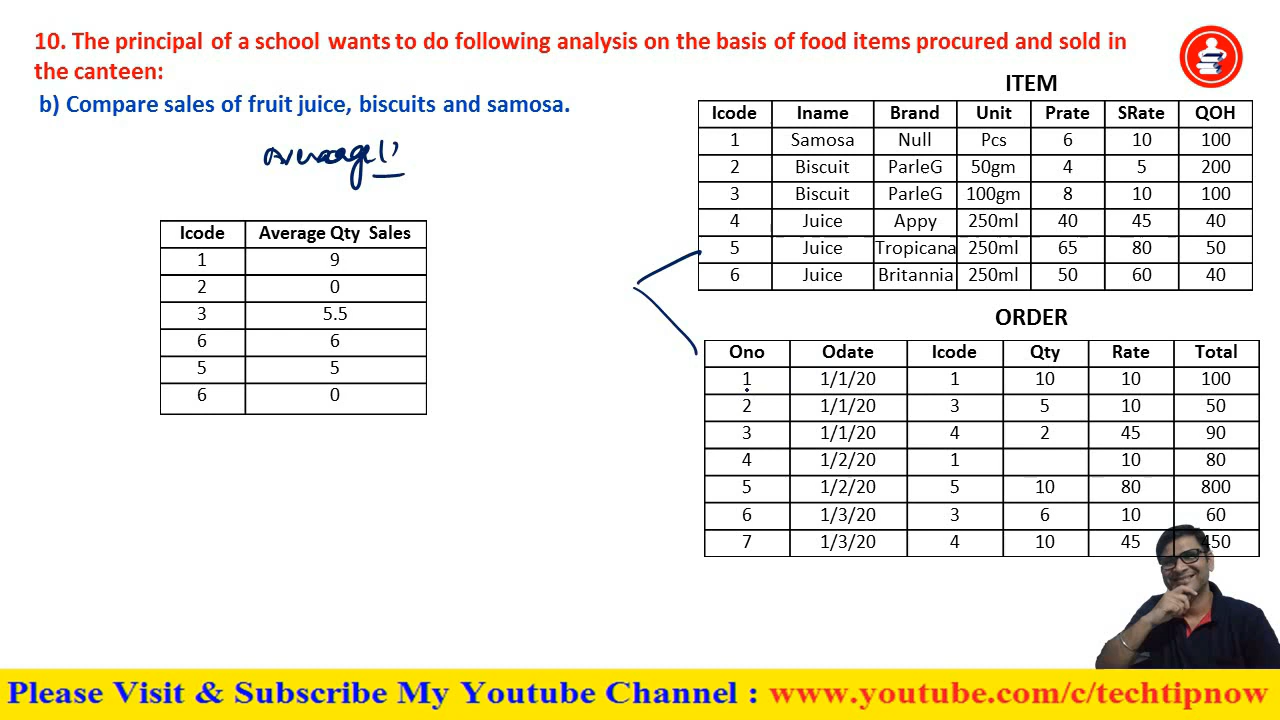 10. The principal of a school wants to do following analysis on the basis of food items procured and sold in
the canteen:
b) Compare sales of fruit juice, biscuits and samosa.
Average()
Icode Average Qty Sales
1 9
2 0
3 5.5
6 6
5 5
6 0
ITEM
Icode Iname Brand Unit Prate SRate QOH
1 Samosa Null Pcs 6 10 100
2 Biscuit ParleG 50gm 4 5 200
3 Biscuit ParleG 100gm 8 10 100
4 Juice Appy 250ml 40 45 40
5 Juice Tropicana 250ml 65 80 50
6 Juice Britannia 250ml 50 60 40
ORDER
Ono Odate Icode Qty Rate Total
1 1/1/20 1 10 10 100
2 1/1/20 3 5 10 50
3 1/1/20 4 2 45 90
4 1/2/20 1 10 80
5 1/2/20 5 10 80 800
6 1/3/20 3 6 10 60
7 1/3/20 4 10 45 450
Please Visit & Subscribe My Youtube Channel : www.youtube.com/c/techtipnow